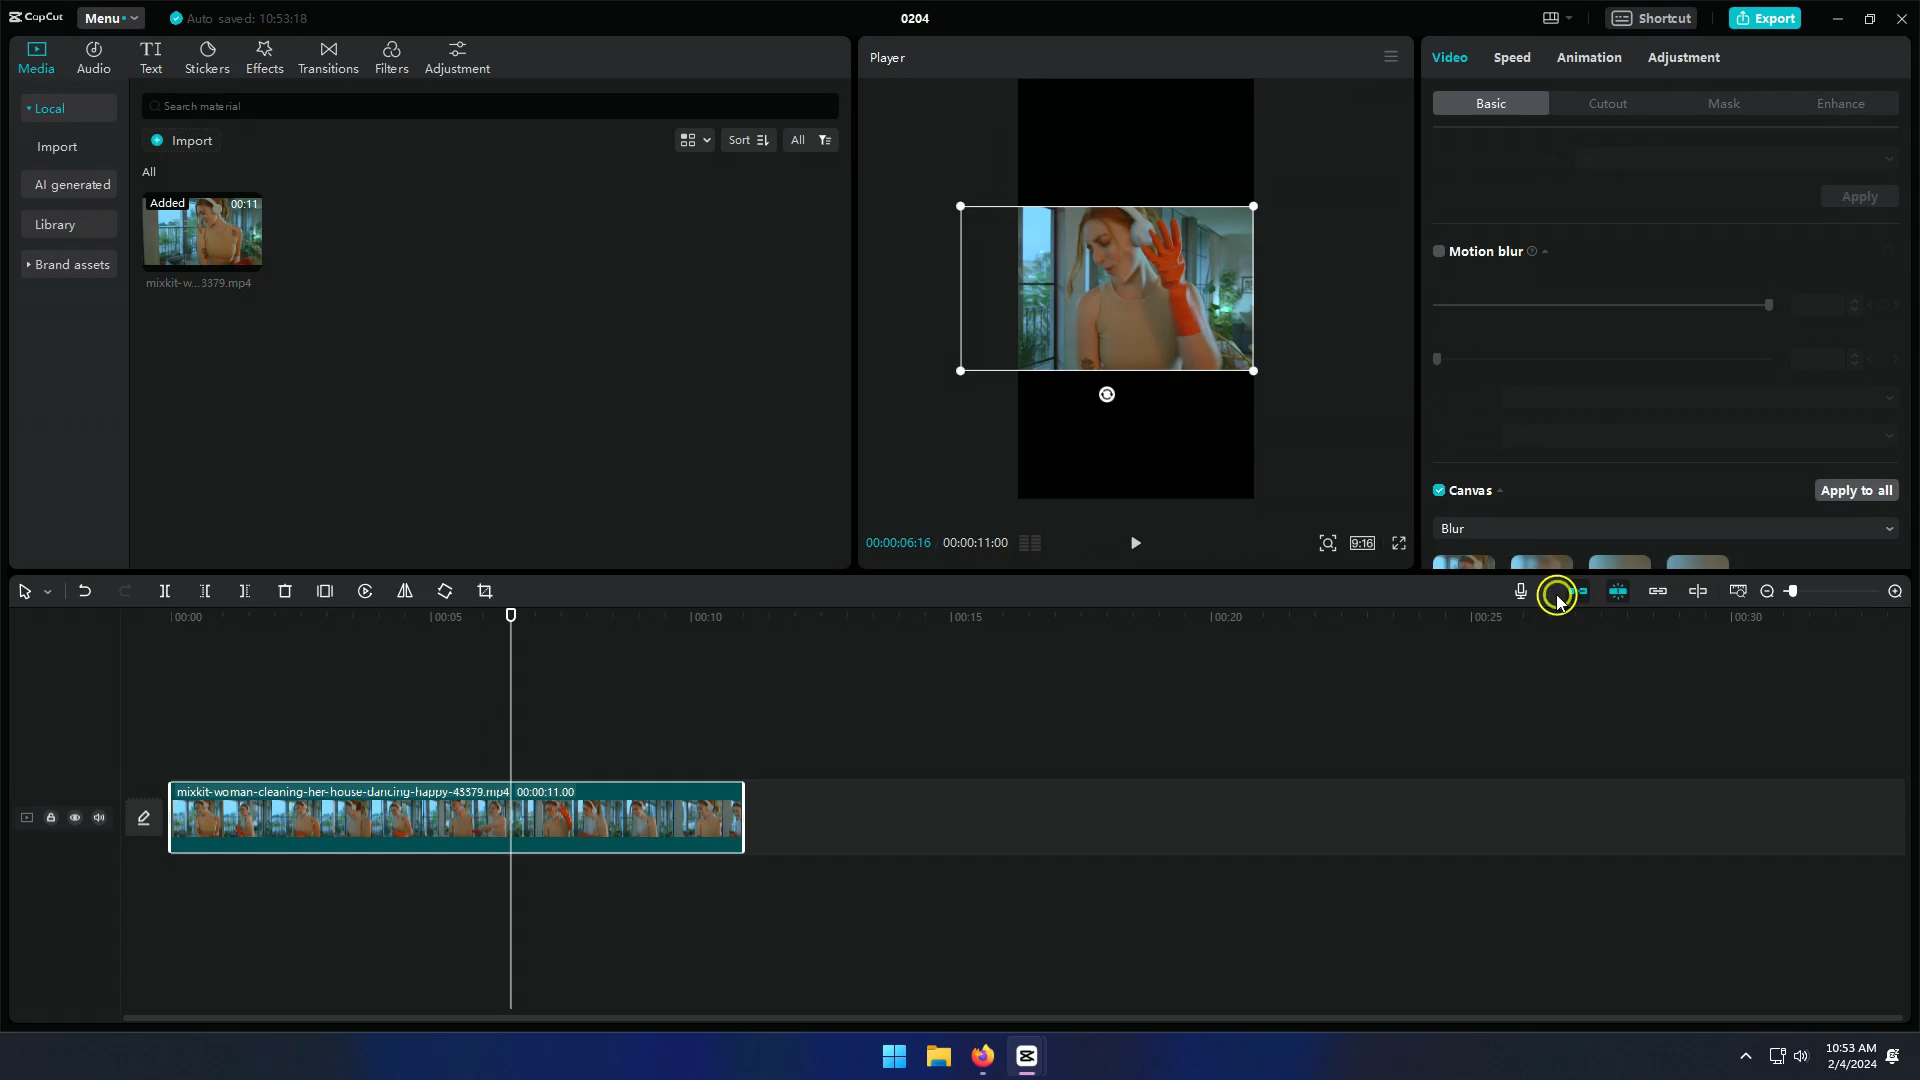 CapCut
Menu
Auto saved: 10:53:18
0204
Shortcut
Export
Media
Audio
Text
Stickers
Effects
Transitions
Filters
Adjustment
Player
Video
Speed
Animation
Adjustment
Local
Import
AI generated
Library
Brand assets
Search material
Import
Sort
All
All
Added
00:11
mixkit-w...3379.mp4
Basic
Cutout
Mask
Enhance
Apply
Motion blur
Canvas
Apply to all
Blur
00:00:06:16
00:00:11:00
9:16
00:00
00:05
00:10
00:15
00:20
00:25
00:30
mixkit-woman-cleaning-her-house-dancing-happy-43379.mp4 00:00:11:00
10:53 AM
2/4/2024